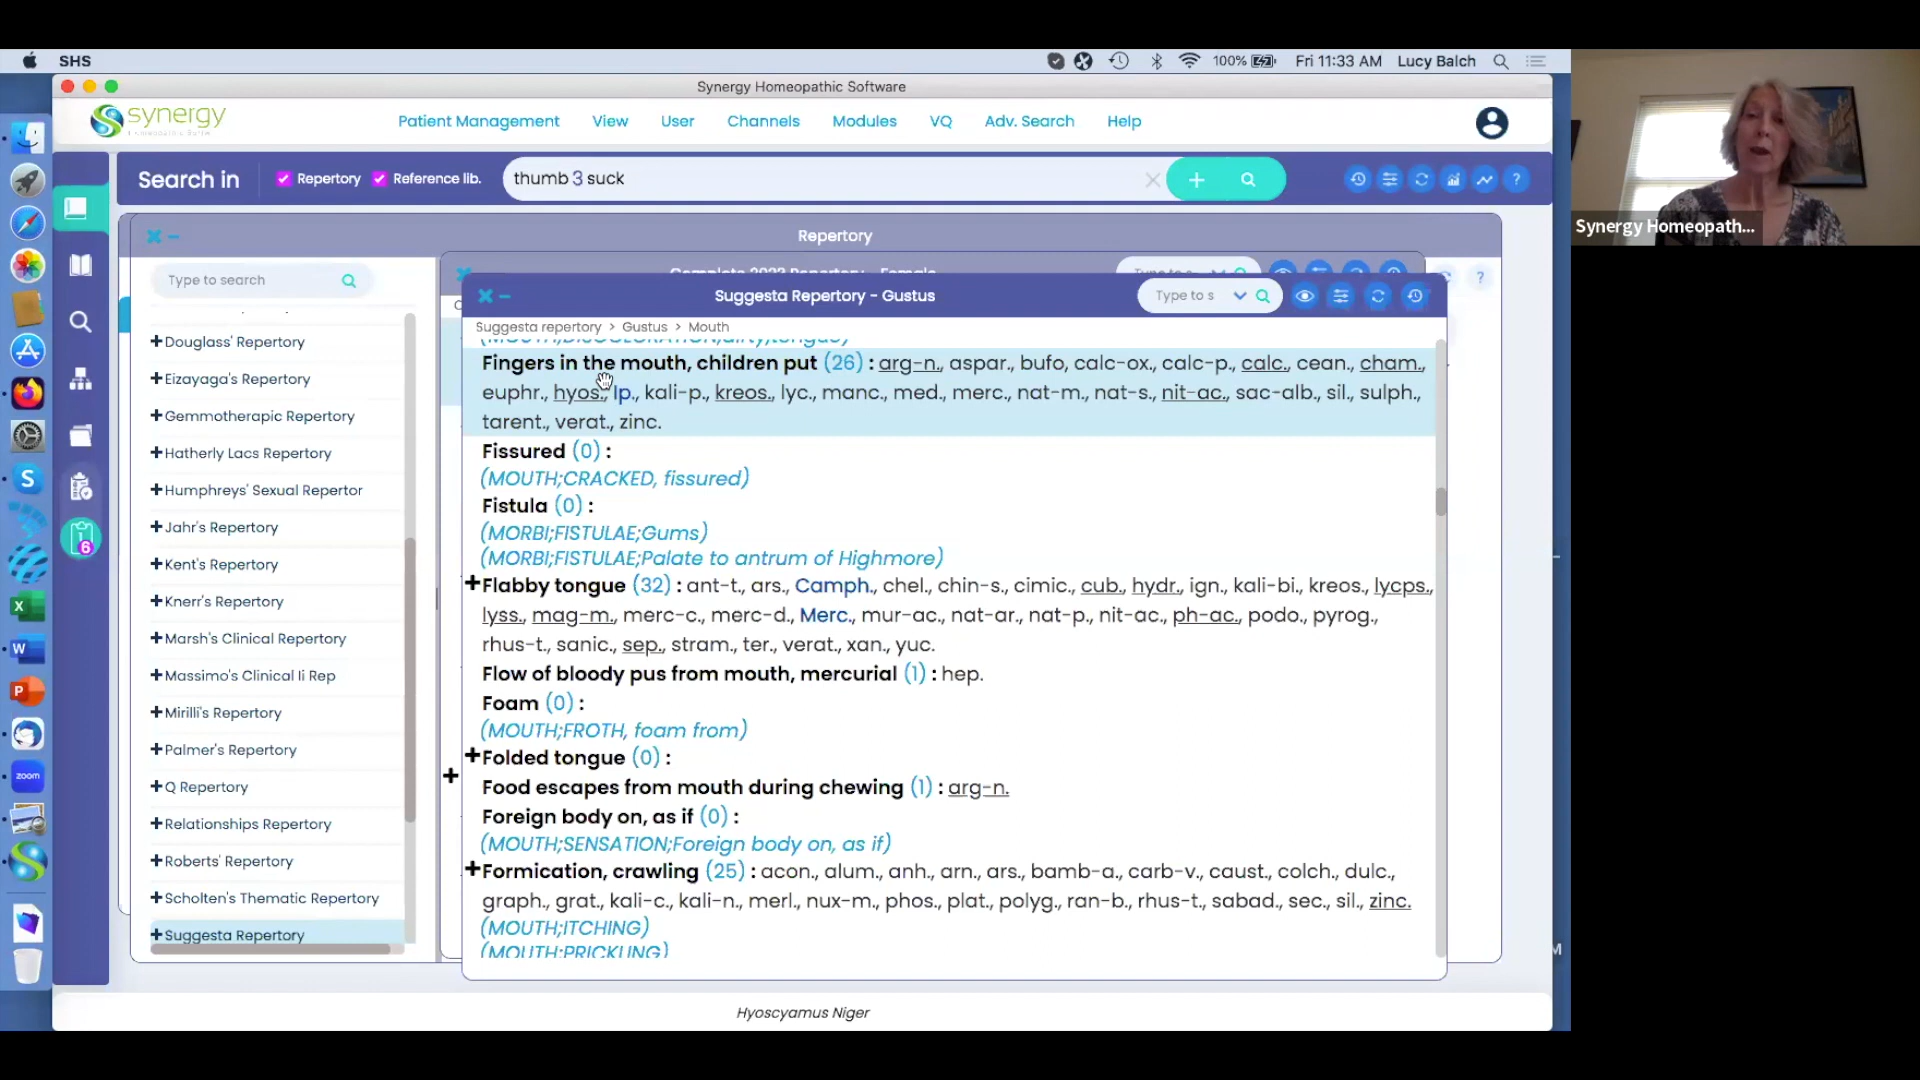 SHS
100%
Fri 11:33 AM
Lucy Balch
Synergy Homeopathic Software
synergy
Patient Management
View
User
Channels
Modules
VQ
Adv. Search
Help
Search in
Repertory
Reference lib.
thumb 3 suck
Synergy Homeopath...
Repertory
Type to search
Douglass' Repertory
Eizayaga's Repertory
Gemmotherapic Repertory
Hatherly Lacs Repertory
Humphreys' Sexual Repertor
Jahr's Repertory
Kent's Repertory
Knerr's Repertory
Marsh's Clinical Repertory
Massimo's Clinical Ii Rep
Mirilli's Repertory
Palmer's Repertory
Q Repertory
Relationships Repertory
Roberts' Repertory
Scholten's Thematic Repertory
Suggesta Repertory
Complete 2023 Repertory - Female
Suggesta Repertory - Gustus
Type to s
Suggesta repertory > Gustus > Mouth
(MOUTH;DISCOLORATION;dirty;tongue)
Fingers in the mouth, children put (26) : arg-n., aspar., bufo, calc-ox., calc-p., calc., cean., cham.,
euphr., hyos., Ip., kali-p., kreos., lyc., manc., med., merc., nat-m., nat-s., nit-ac., sac-alb., sil., sulph.,
tarent., verat., zinc.
Fissured (0) :
(MOUTH;CRACKED, fissured)
Fistula (0) :
(MORBI;FISTULAE;Gums)
(MORBI;FISTULAE;Palate to antrum of Highmore)
Flabby tongue (32) : ant-t., ars., Camph., chel., chin-s., cimic., cub., hydr., ign., kali-bi., kreos., lycps.,
lyss., mag-m., merc-c., merc-d., Merc., mur-ac., nat-ar., nat-p., nit-ac., ph-ac., podo., pyrog.,
rhus-t., sanic., sep., stram., ter., verat., xan., yuc.
Flow of bloody pus from mouth, mercurial (1) : hep.
Foam (0) :
(MOUTH;FROTH, foam from)
Folded tongue (0) :
Food escapes from mouth during chewing (1) : arg-n.
Foreign body on, as if (0) :
(MOUTH;SENSATION;Foreign body on, as if)
Formication, crawling (25) : acon., alum., anh., arn., ars., bamb-a., carb-v., caust., colch., dulc.,
graph., grat., kali-c., kali-n., merl., nux-m., phos., plat., polyg., ran-b., rhus-t., sabad., sec., sil., zinc.
(MOUTH;ITCHING)
(MOUTH;PRICKLING)
6
zoom
Hyoscyamus Niger